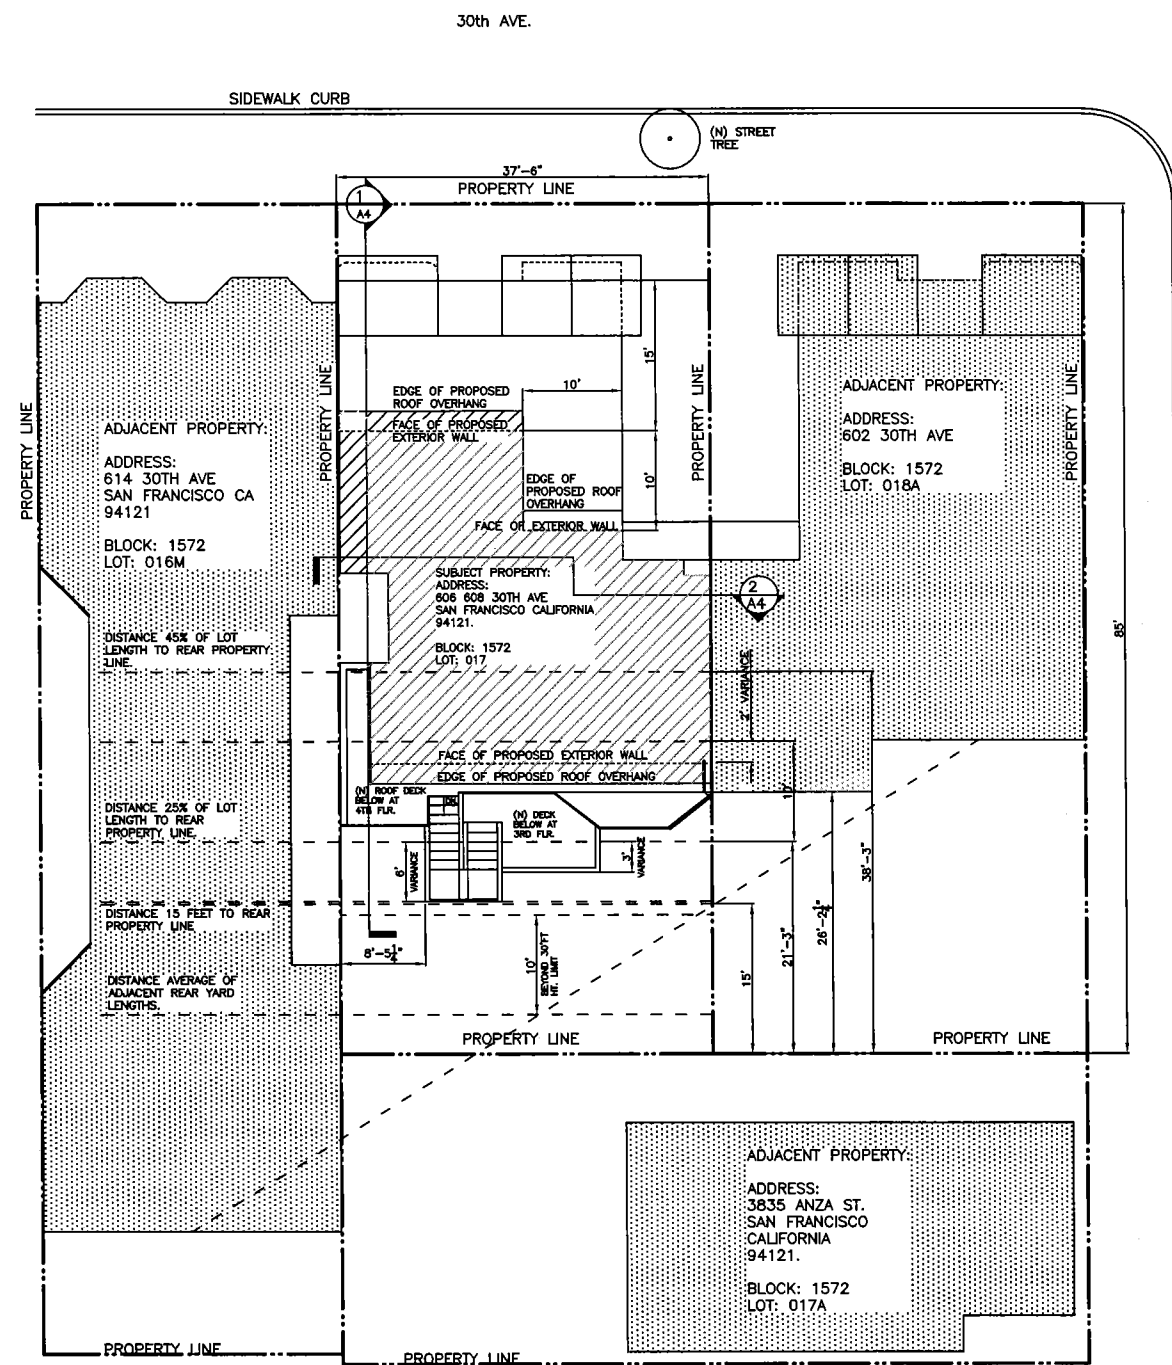 30th AVE.
SIDEWALK CURB
(N) STREET
TREE
37'-6"
PROPERTY LINE
1
A4
PROPERTY LINE
PROPERTY LINE
PROPERTY LINE
PROPERTY LINE
15'
10'
10'
EDGE OF PROPOSED
ROOF OVERHANG
FACE OF PROPOSED
EXTERIOR WALL
EDGE OF
PROPOSED ROOF
OVERHANG
FACE OF EXTERIOR WALL
ADJACENT PROPERTY:
ADDRESS:
614 30TH AVE
SAN FRANCISCO CA
94121
BLOCK: 1572
LOT: 016M
ADJACENT PROPERTY:
ADDRESS:
602 30TH AVE
BLOCK: 1572
LOT: 018A
SUBJECT PROPERTY:
ADDRESS:
606 608 30TH AVE
SAN FRANCISCO CALIFORNIA
94121.
BLOCK: 1572
LOT: 017
2
A4
85'
DISTANCE 45% OF LOT
LENGTH TO REAR PROPERTY
LINE.
2' VARIANCE
FACE OF PROPOSED EXTERIOR WALL
EDGE OF PROPOSED ROOF OVERHANG
(N) ROOF DECK
BELOW AT
4TH FLR.
DN
(N) DECK
BELOW AT
3RD FLR.
10'
DISTANCE 25% OF LOT
LENGTH TO REAR
PROPERTY LINE.
6'
VARIANCE
3'
VARIANCE
38'-3"
26'-2½"
21'-3"
15'
DISTANCE 15 FEET TO REAR
PROPERTY LINE
8'-5¼"
10'
BEYOND 30'FT
HT. LIMIT
DISTANCE AVERAGE OF
ADJACENT REAR YARD
LENGTHS.
PROPERTY LINE
PROPERTY LINE
ADJACENT PROPERTY:
ADDRESS:
3835 ANZA ST.
SAN FRANCISCO
CALIFORNIA
94121.
BLOCK: 1572
LOT: 017A
PROPERTY LINE
PROPERTY LINE